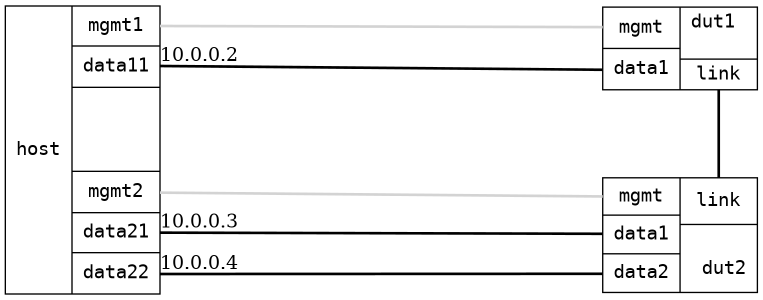 mgmt1
data11
host
mgmt2
data21
data22
10.0.0.2
10.0.0.3
10.0.0.4
mgmt
data1
dut1
link
mgmt
data1
data2
link
dut2